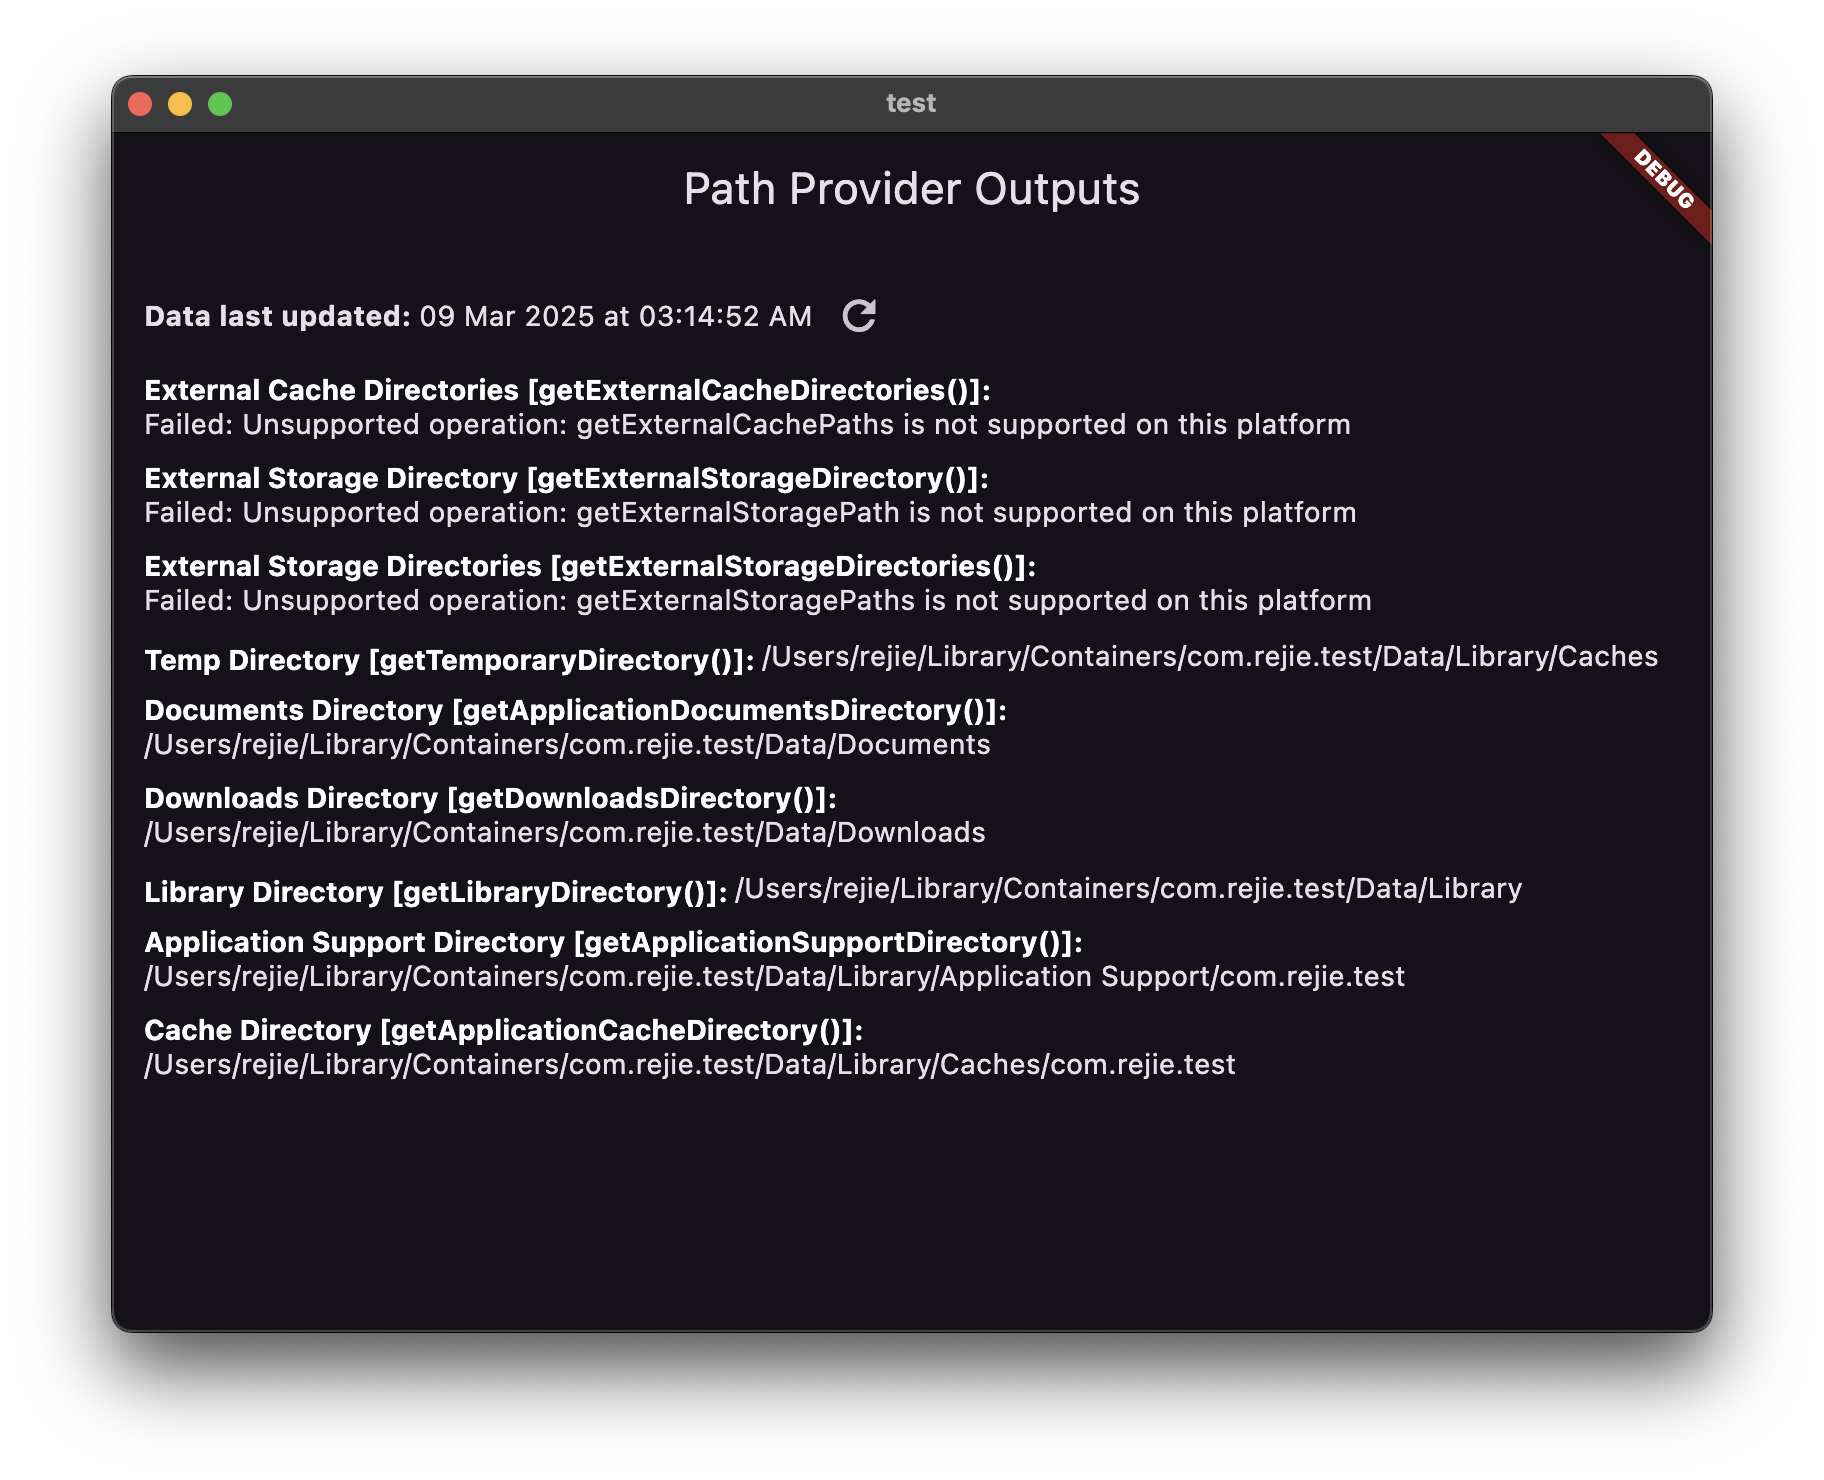 test
DEBUG
Path Provider Outputs
Data last updated: 09 Mar 2025 at 03:14:52 AM
External Cache Directories [getExternalCacheDirectories()]:
Failed: Unsupported operation: getExternalCachePaths is not supported on this platform
External Storage Directory [getExternalStorageDirectory()]:
Failed: Unsupported operation: getExternalStoragePath is not supported on this platform
External Storage Directories [getExternalStorageDirectories()]:
Failed: Unsupported operation: getExternalStoragePaths is not supported on this platform
Temp Directory [getTemporaryDirectory()]: /Users/rejie/Library/Containers/com.rejie.test/Data/Library/Caches
Documents Directory [getApplicationDocumentsDirectory()]:
/Users/rejie/Library/Containers/com.rejie.test/Data/Documents
Downloads Directory [getDownloadsDirectory()]:
/Users/rejie/Library/Containers/com.rejie.test/Data/Downloads
Library Directory [getLibraryDirectory()]: /Users/rejie/Library/Containers/com.rejie.test/Data/Library
Application Support Directory [getApplicationSupportDirectory()]:
/Users/rejie/Library/Containers/com.rejie.test/Data/Library/Application Support/com.rejie.test
Cache Directory [getApplicationCacheDirectory()]:
/Users/rejie/Library/Containers/com.rejie.test/Data/Library/Caches/com.rejie.test